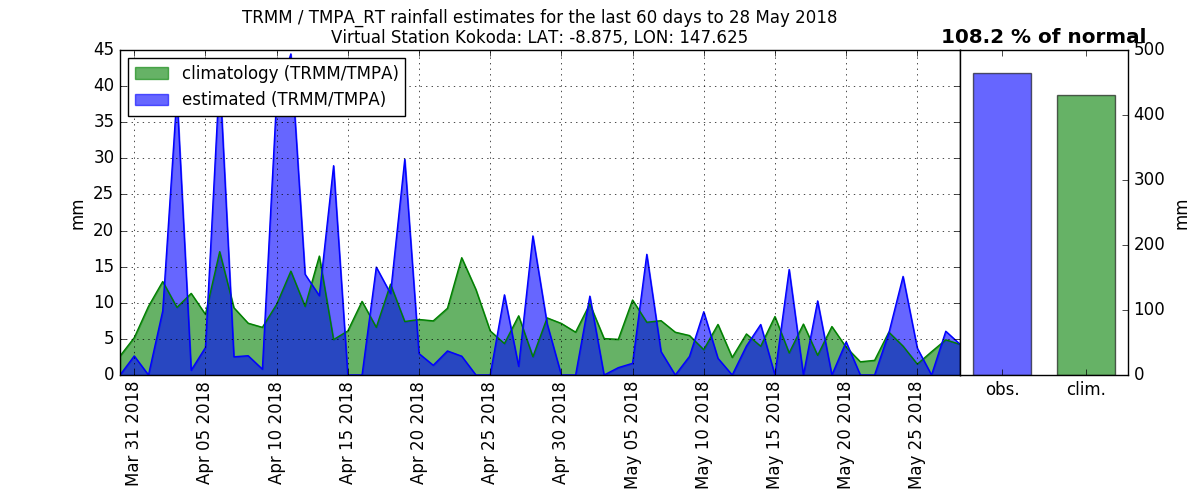 TRMM / TMPA_RT rainfall estimates for the last 60 days to 28 May 2018
Virtual Station Kokoda: LAT: -8.875, LON: 147.625
108.2 % of normal
climatology (TRMM/TMPA)
estimated (TRMM/TMPA)
mm
45
40
35
30
25
20
15
10
5
0
Mar 31 2018
Apr 05 2018
Apr 10 2018
Apr 15 2018
Apr 20 2018
Apr 25 2018
Apr 30 2018
May 05 2018
May 10 2018
May 15 2018
May 20 2018
May 25 2018
500
400
300
200
100
0
mm
obs.
clim.